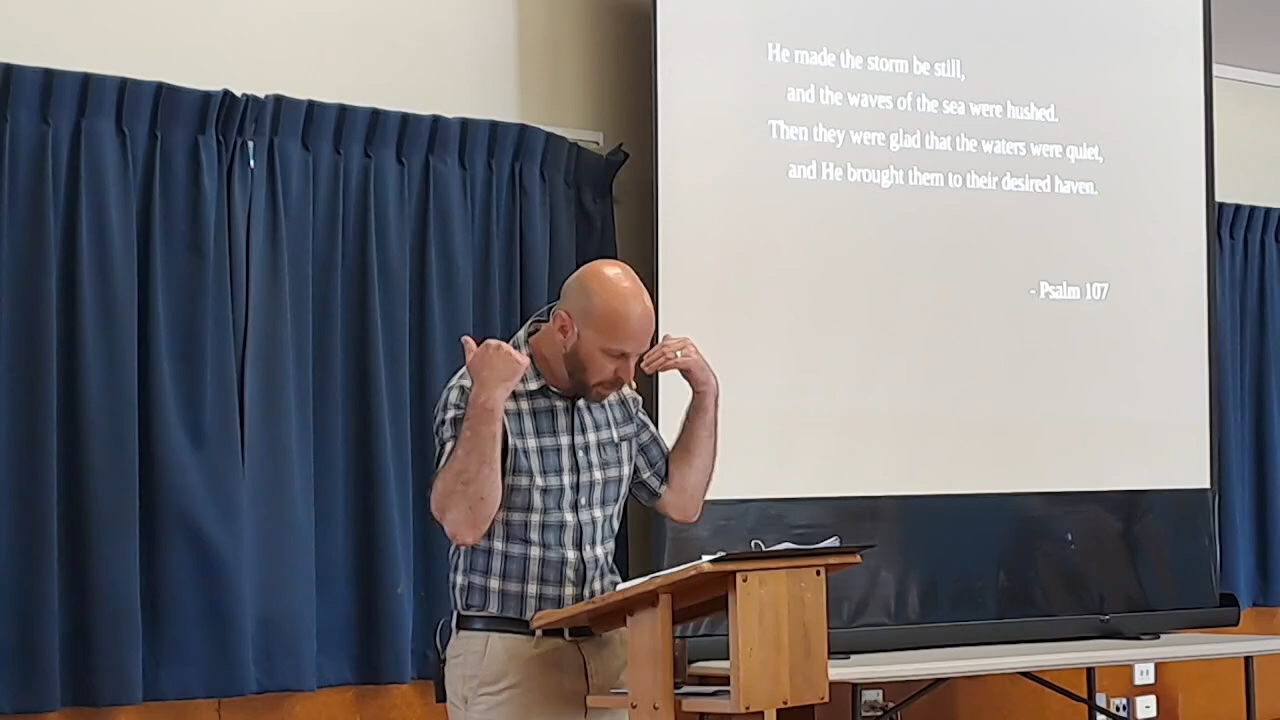 He made the storm be still,
and the waves of the sea were hushed.
Then they were glad that the waters were quiet,
and He brought them to their desired haven.
- Psalm 107